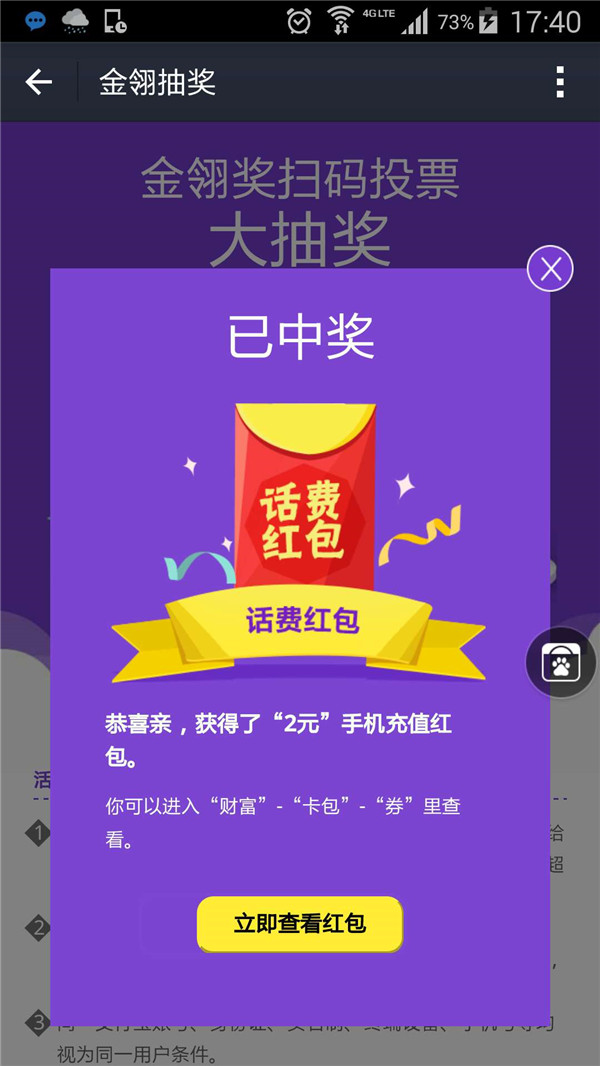 4G LTE 73% 17:40
金翎抽奖
金翎奖扫码投票
大抽奖
已中奖
话费
红包
话费红包
恭喜亲，获得了“2元”手机充值红
包。
你可以进入“财富”-“卡包”-“券”里查
看。
立即查看红包
活
1 给
超
2
，
3
视为同一用户条件。